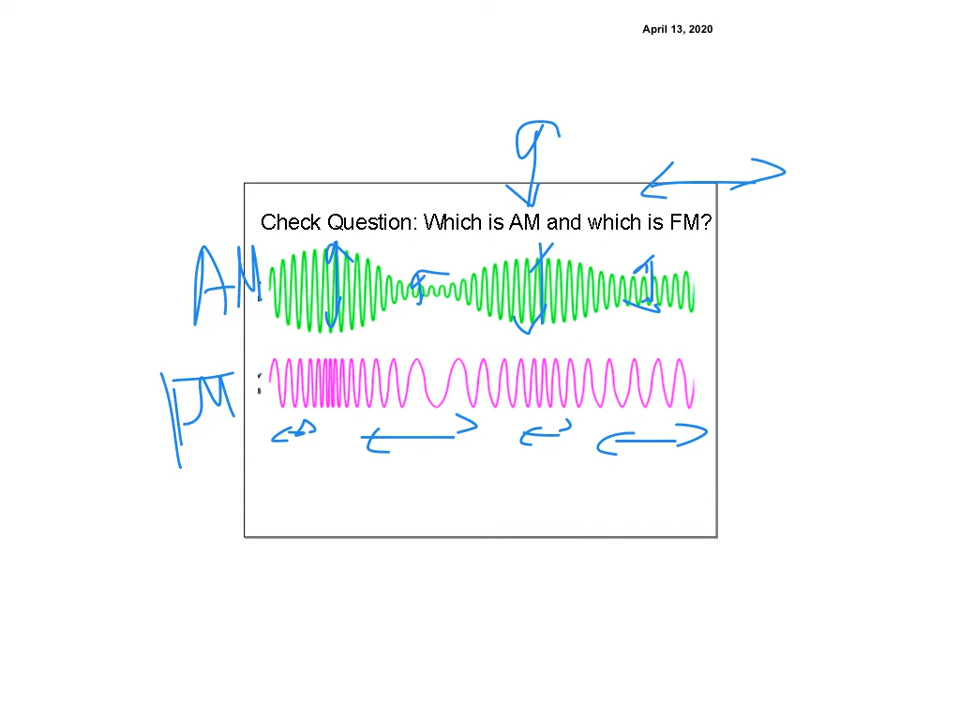 April 13, 2020
Check Question: Which is AM and which is FM?
AM
FM